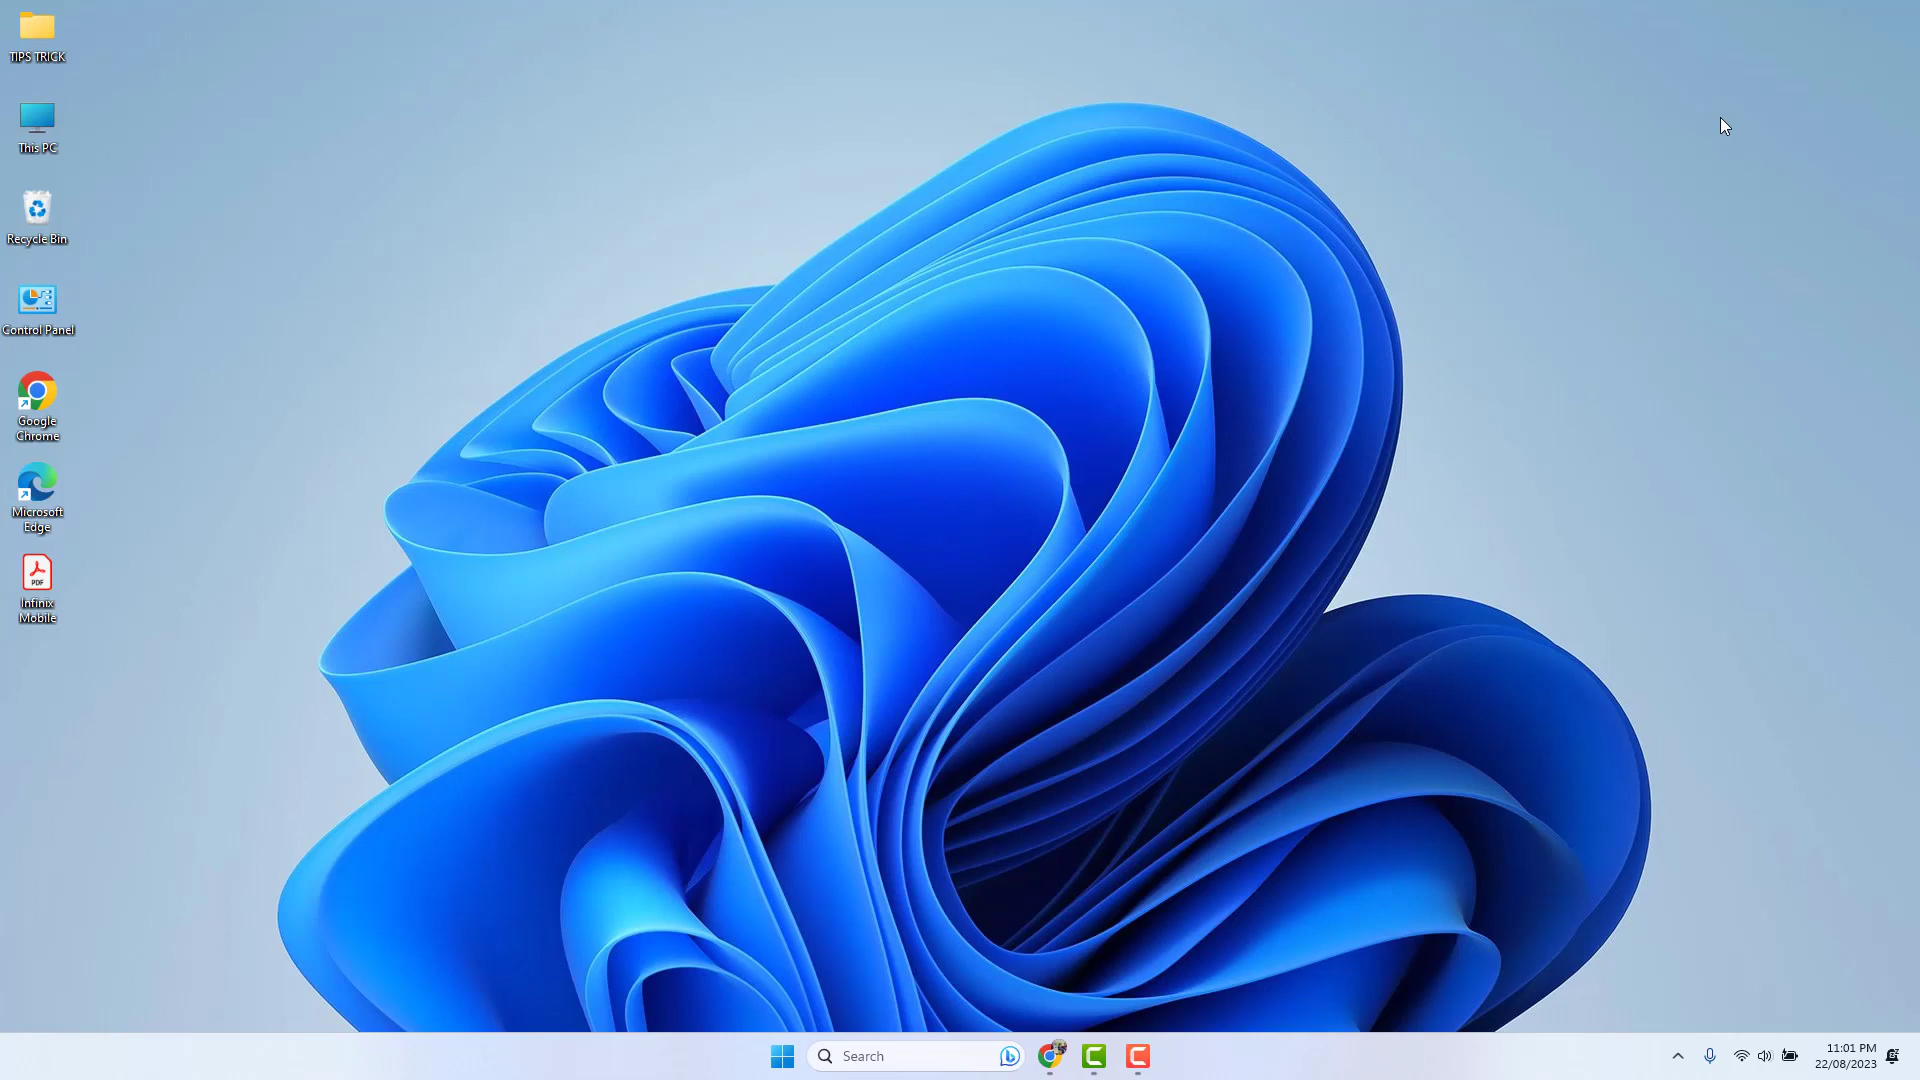 TIPS TRICK
This PC
Recycle Bin
Control Panel
Google
Chrome
Microsoft
Edge
PDF
Infinix
Mobile
Search
11:01 PM
22/08/2023